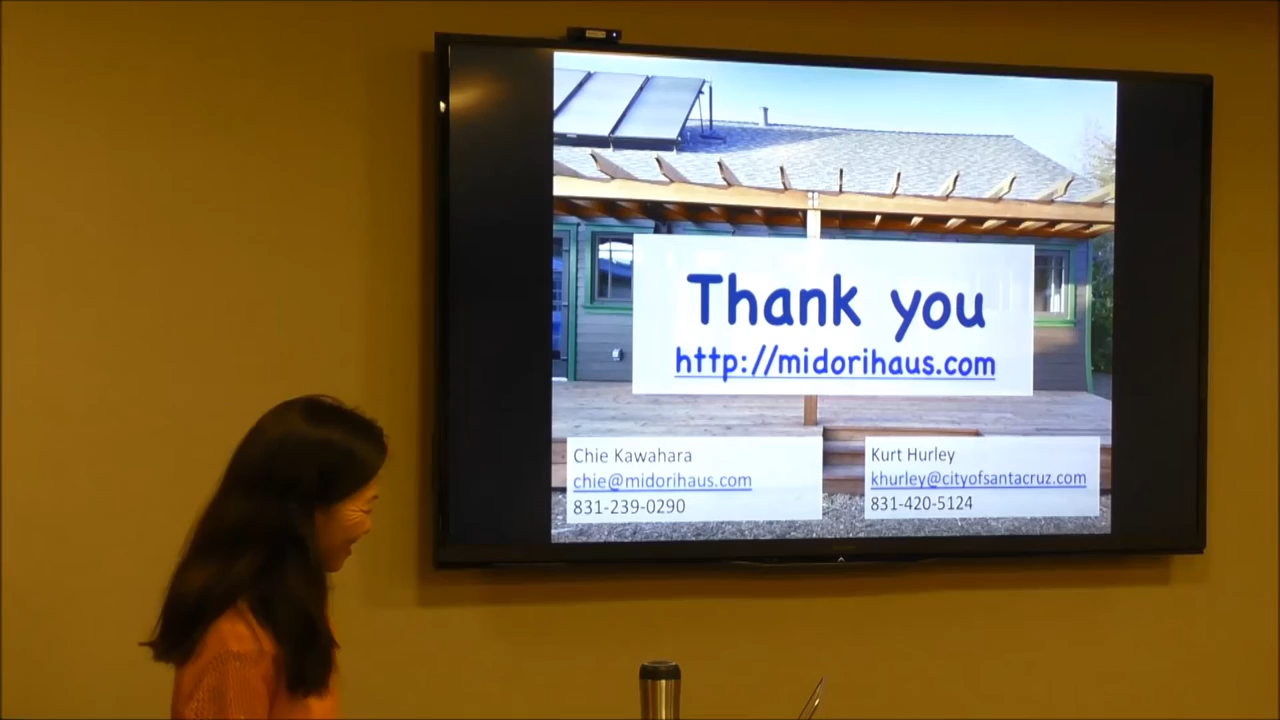 Thank you
http://midorihaus.com
Chie Kawahara
chie@midorihaus.com
831-239-0290
Kurt Hurley
khurley@cityofsantacruz.com
831-420-5124